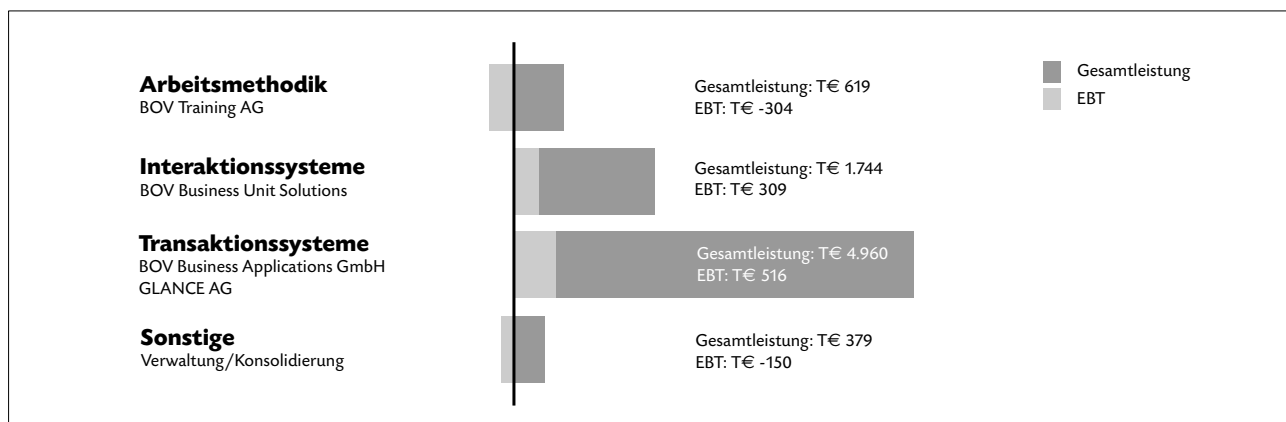 Arbeitsmethodik
BOV Training AG
Gesamtleistung: T€ 619
EBT: T€ -304
Gesamtleistung
EBT
Interaktionssysteme
BOV Business Unit Solutions
Gesamtleistung: T€ 1.744
EBT: T€ 309
Transaktionssysteme
BOV Business Applications GmbH
GLANCE AG
Gesamtleistung: T€ 4.960
EBT: T€ 516
Sonstige
Verwaltung/Konsolidierung
Gesamtleistung: T€ 379
EBT: T€ -150